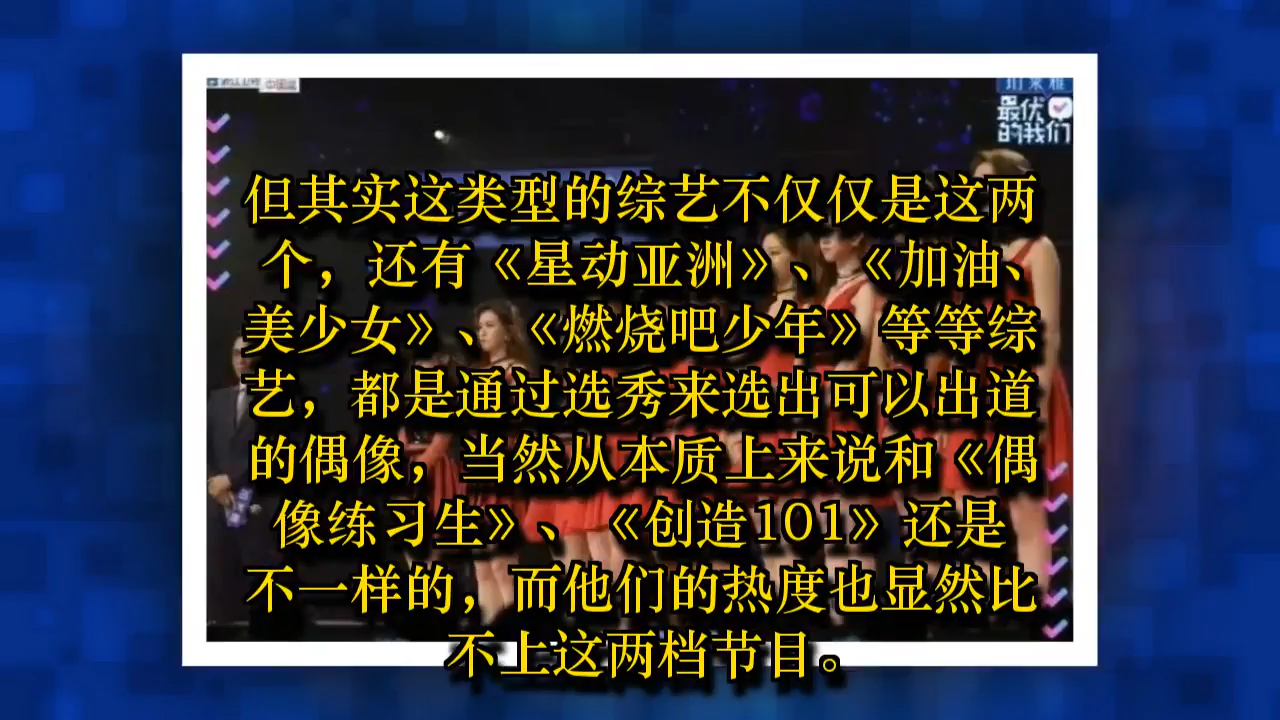 最优
的我们
但其实这类型的综艺不仅仅是这两
个，还有《星动亚洲》、《加油、
美少女》、《燃烧吧少年》等等综
艺，都是通过选秀来选出可以出道
的偶像，当然从本质上来说和《偶
像练习生》、《创造101》还是
不一样的，而他们的热度也显然比
不上这两档节目。